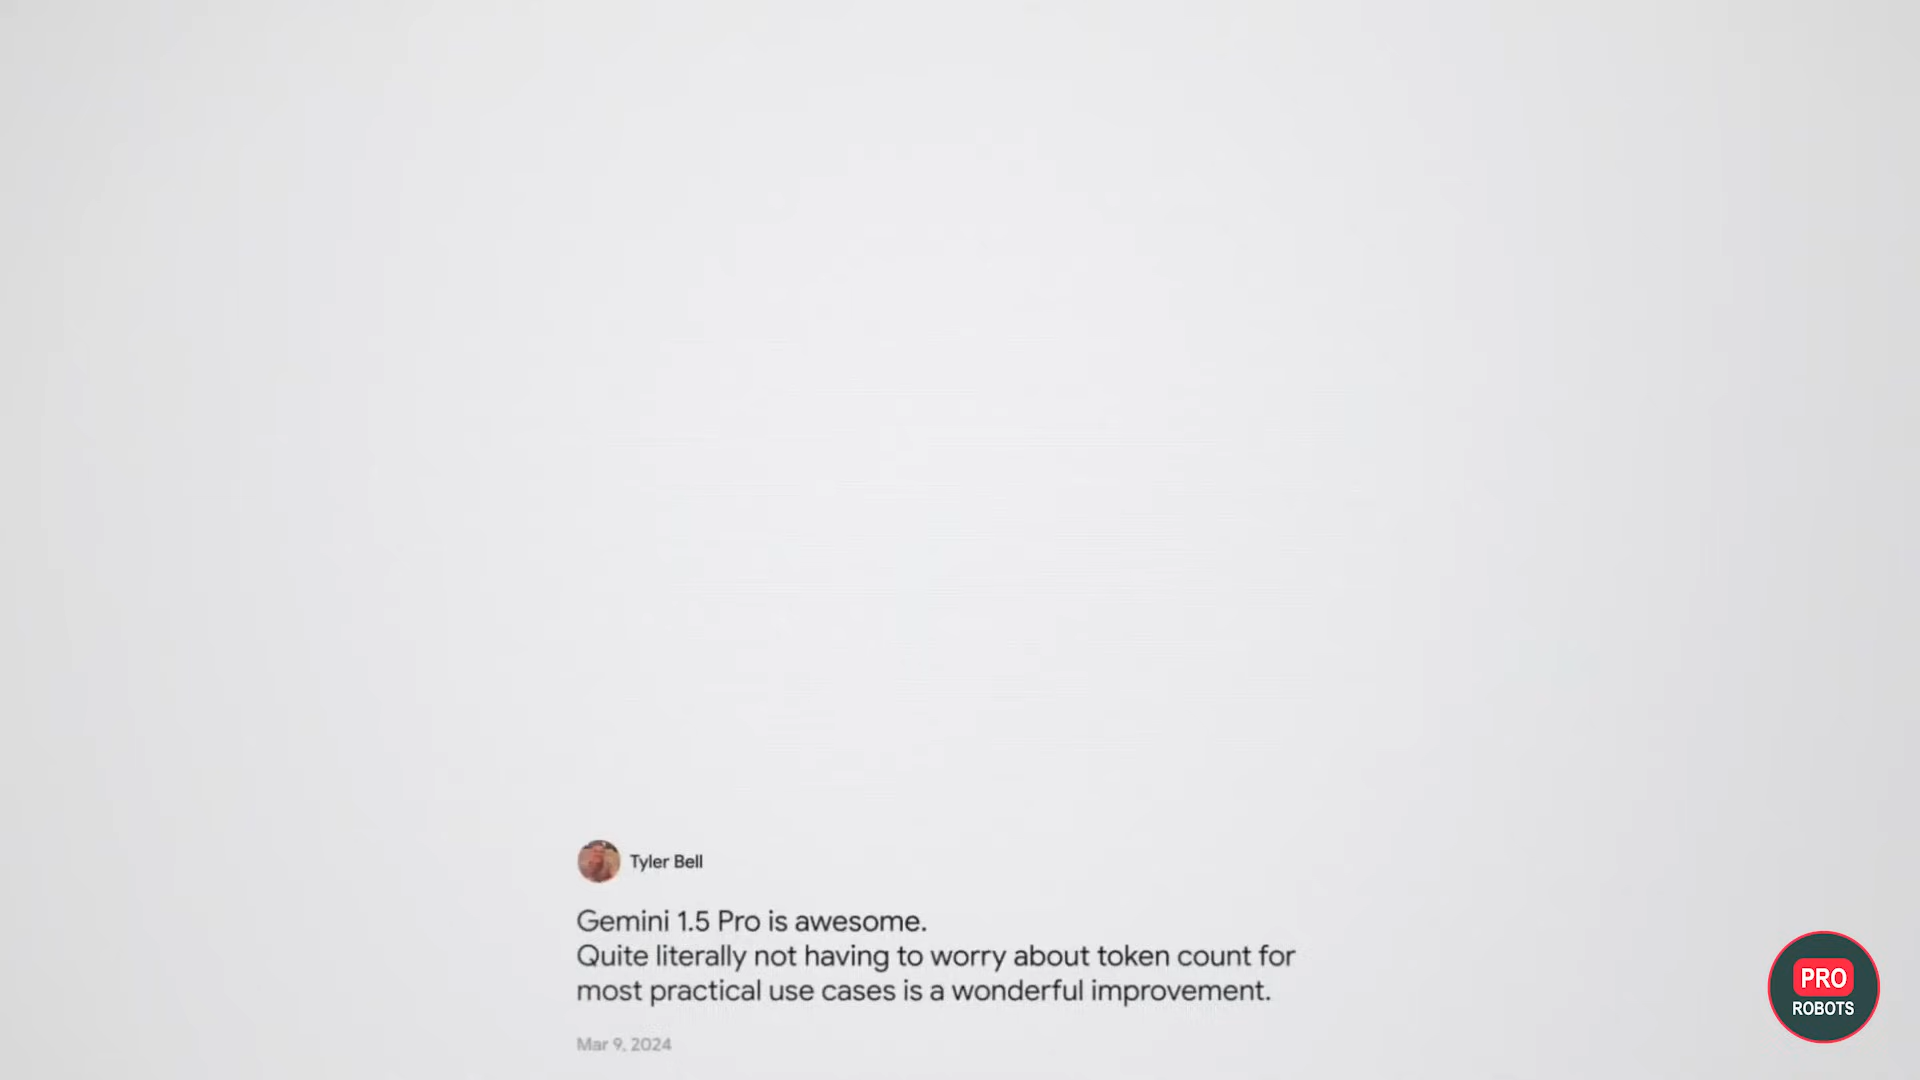 Tyler Bell
Gemini 1.5 Pro is awesome.
Quite literally not having to worry about token count for
most practical use cases is a wonderful improvement.
Mar 9, 2024
PRO
ROBOTS